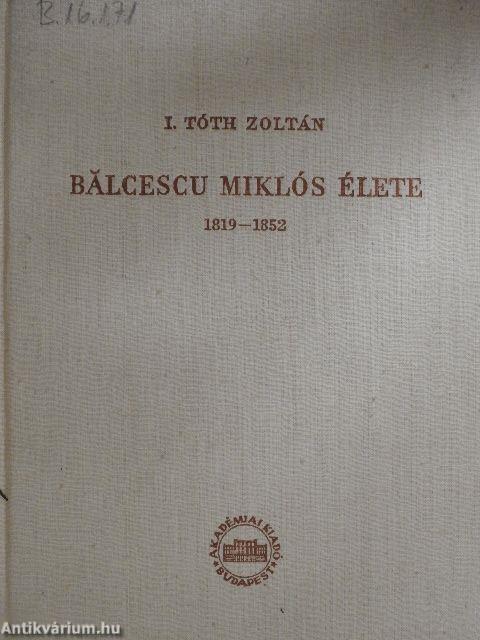 B.16.171
I. TÓTH ZOLTÁN
BĂLCESCU MIKLÓS ÉLETE
1819—1852
AKADÉMIAI KIADÓ
BUDAPEST
Antikvárium.hu